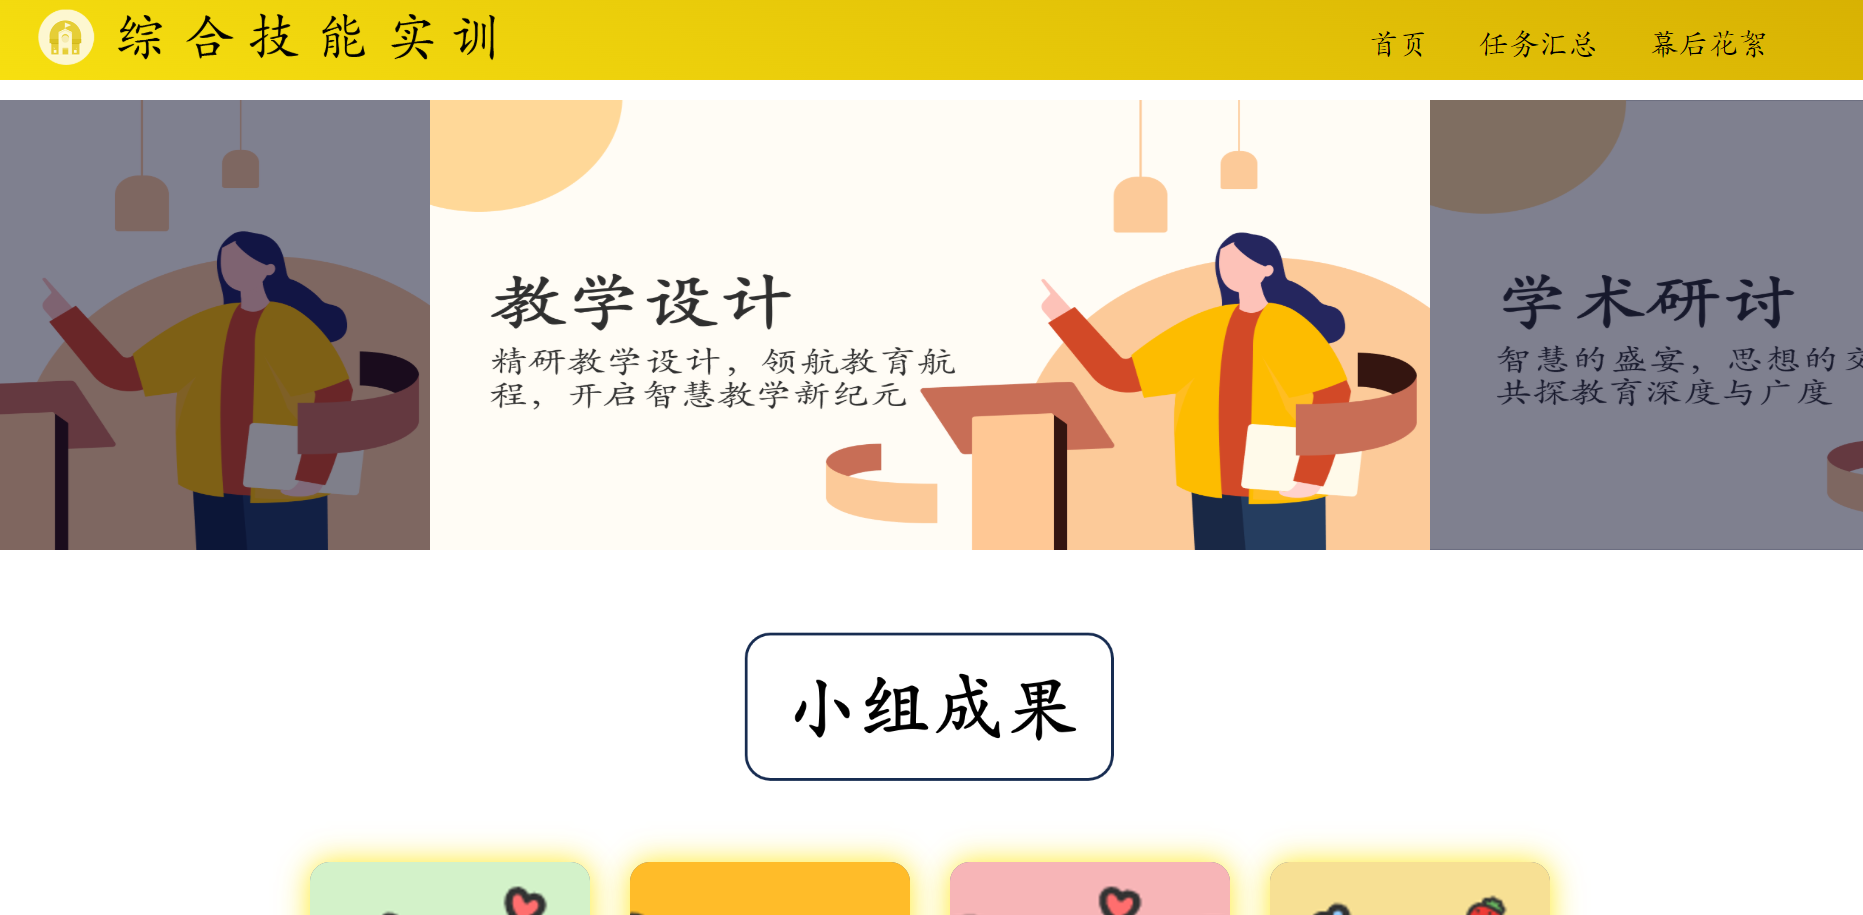 综合技能实训
首页
任务汇总
幕后花絮
教学设计
精研教学设计，领航教育航
程，开启智慧教学新纪元
学术研讨
智慧的盛宴，思想的
共探教育深度与广度
小组成果